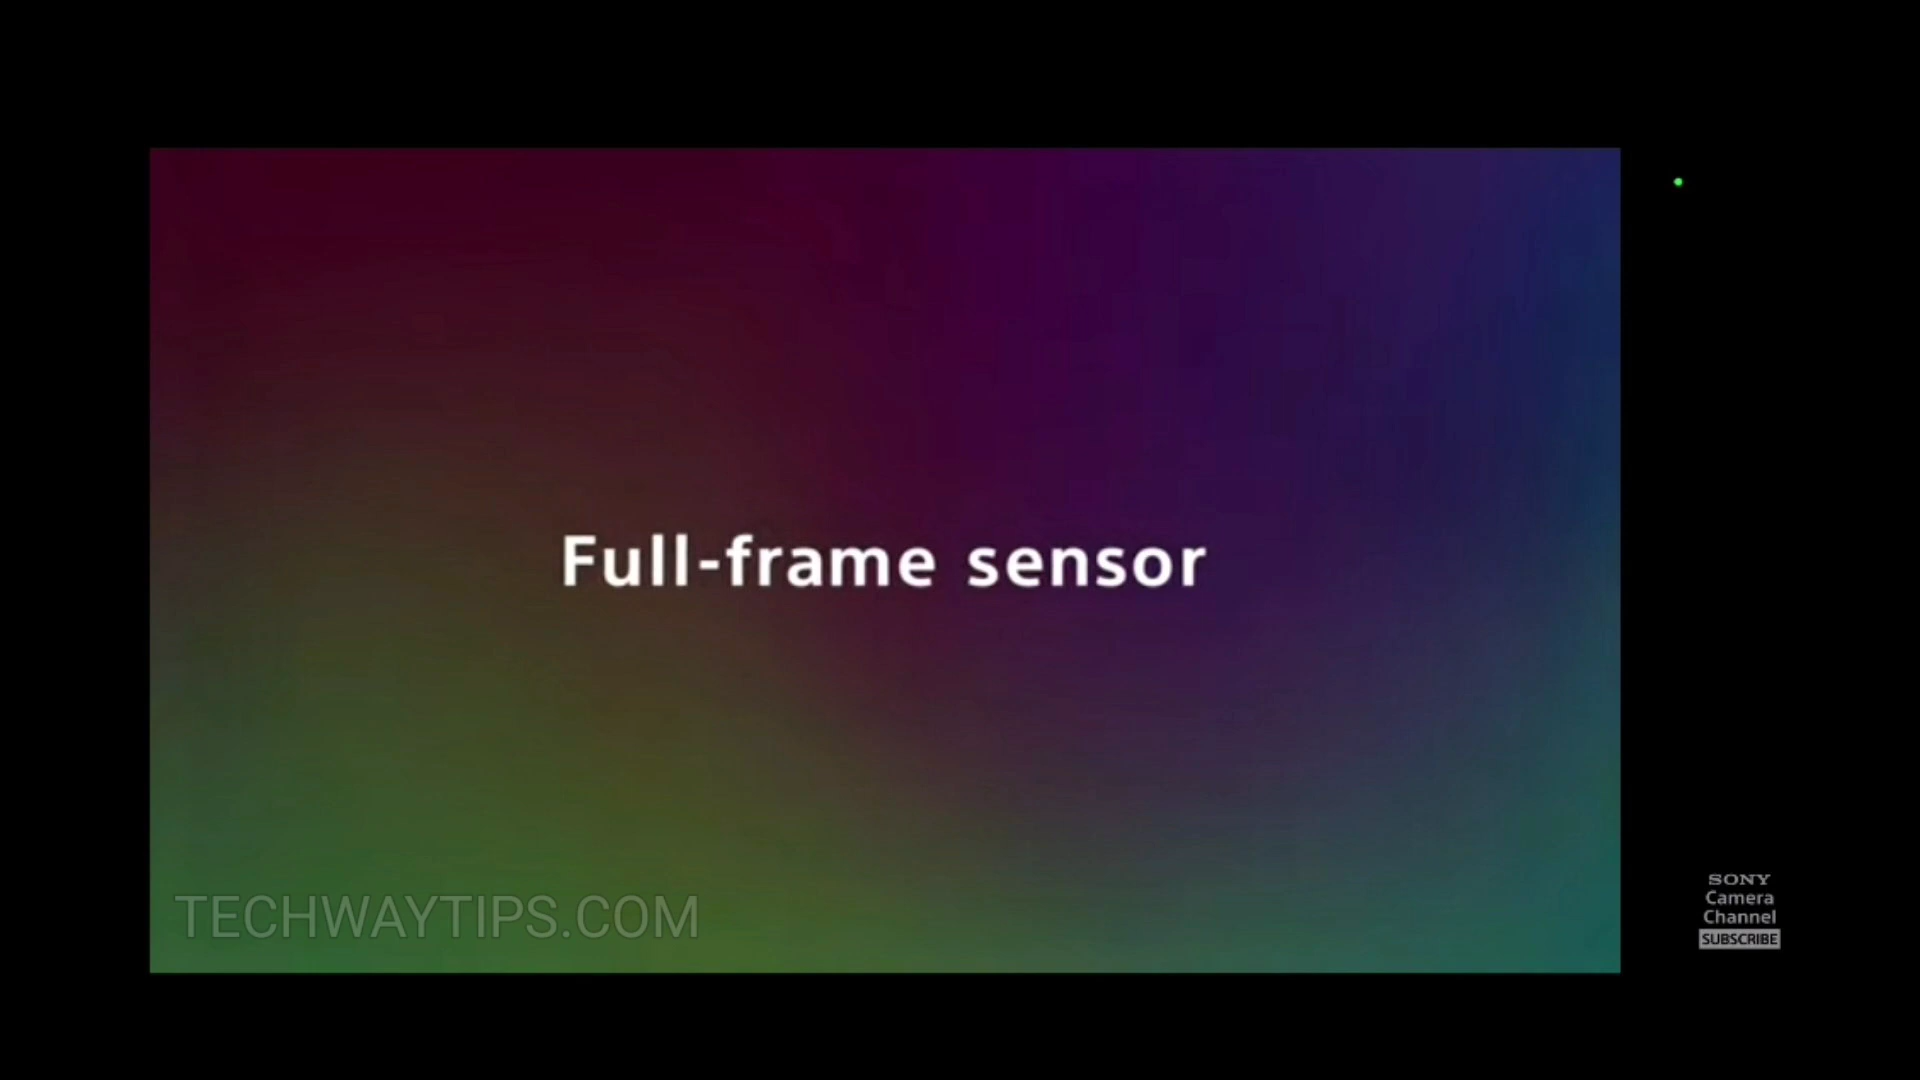 Full-frame sensor
TECHWAYTIPS.COM
SONY
Camera
Channel
SUBSCRIBE